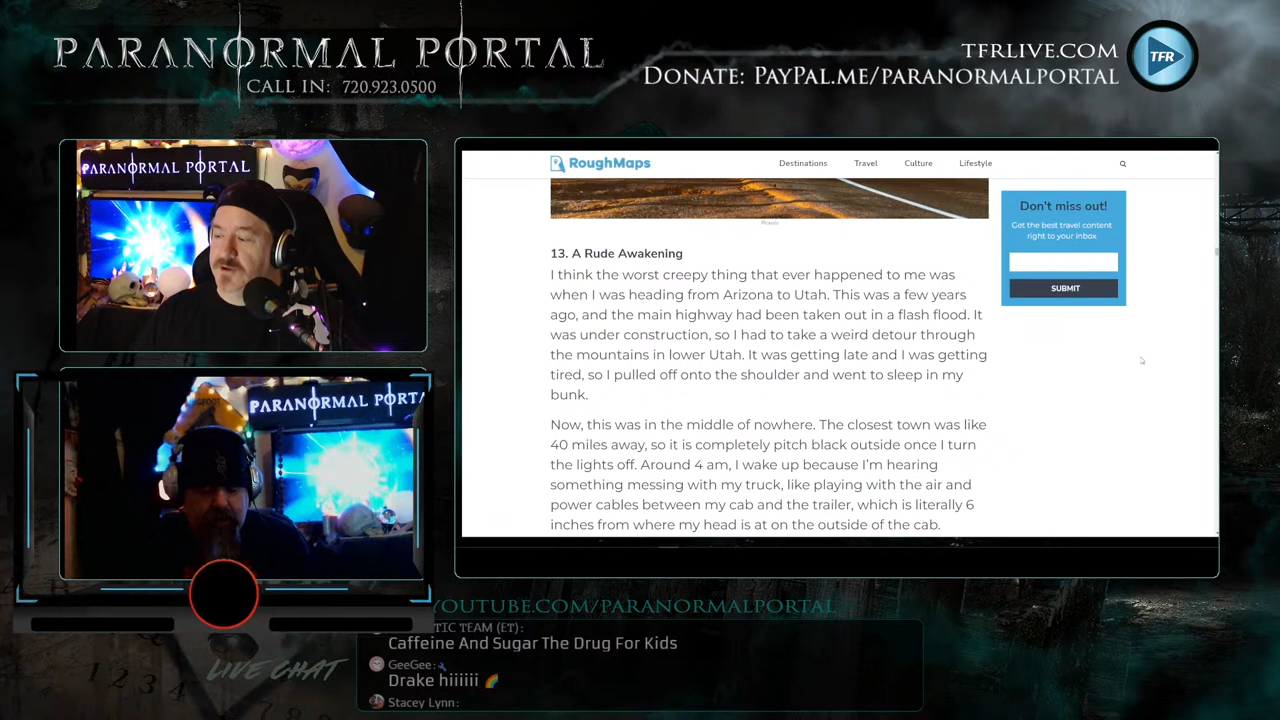 PARANORMAL PORTAL
CALL IN: 720.923.0500
TFRLIVE.COM
DONATE: PAYPAL.ME/PARANORMALPORTAL
TFR
PARANORMAL PORTAL
PARANORMAL PORTA
RoughMaps
Destinations Travel Culture Lifestyle
Pexels
Don't miss out!
Get the best travel content
right to your inbox
SUBMIT
13. A Rude Awakening
I think the worst creepy thing that ever happened to me was
when I was heading from Arizona to Utah. This was a few years
ago, and the main highway had been taken out in a flash flood. It
was under construction, so I had to take a weird detour through
the mountains in lower Utah. It was getting late and I was getting
tired, so I pulled off onto the shoulder and went to sleep in my
bunk.
Now, this was in the middle of nowhere. The closest town was like
40 miles away, so it is completely pitch black outside once I turn
the lights off. Around 4 am, I wake up because I'm hearing
something messing with my truck, like playing with the air and
power cables between my cab and the trailer, which is literally 6
inches from where my head is at on the outside of the cab.
YOUTUBE.COM/PARANORMALPORTAL
LIVE CHAT
TIC TEAM (ET):
Caffeine And Sugar The Drug For Kids
GeeGee:
Drake hiiiiii 🌈
Stacey Lynn:
1 2 3 4